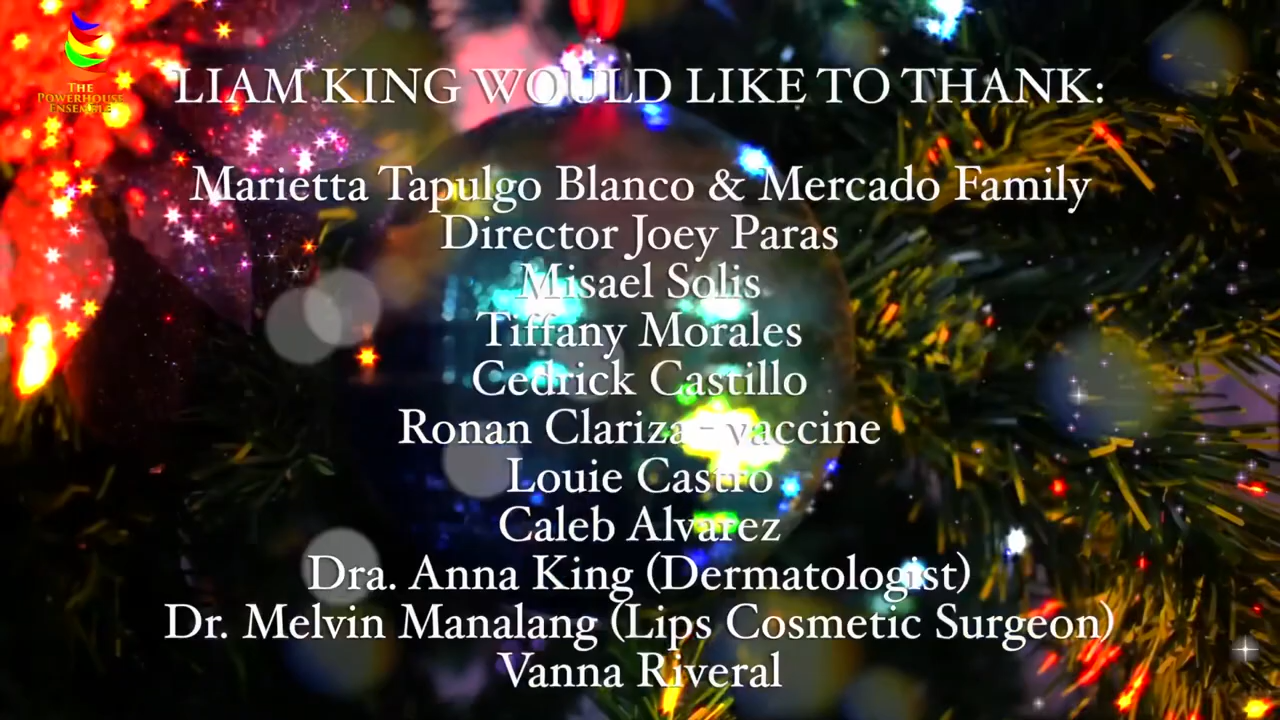 THE
POWERHOUSE
ENSEMBLE
LIAM KING WOULD LIKE TO THANK:
Marietta Tapulgo Blanco & Mercado Family
Director Joey Paras
Misael Solis
Tiffany Morales
Cedrick Castillo
Ronan Clariza - vaccine
Louie Castro
Caleb Alvarez
Dra. Anna King (Dermatologist)
Dr. Melvin Manalang (Lips Cosmetic Surgeon)
Vanna Riveral